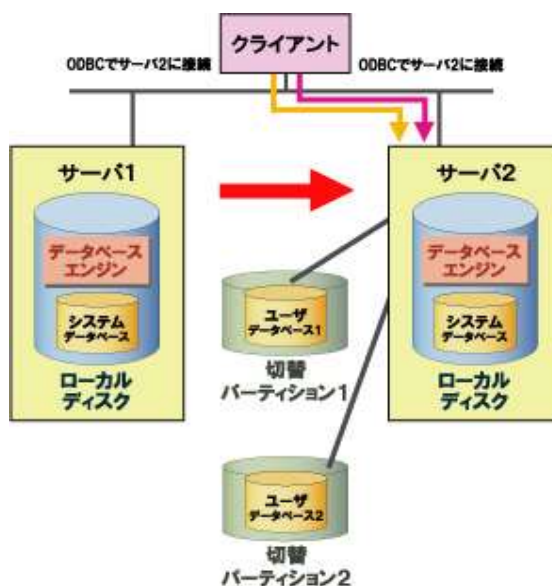 クライアント
ODBCでサーバ2に接続
ODBCでサーバ2に接続
サーバ1
データベース
エンジン
システム
データベース
ローカル
ディスク
サーバ2
データベース
エンジン
システム
データベース
ローカル
ディスク
ユーザ
データベース1
切替
パーティション1
ユーザ
データベース2
切替
パーティション2